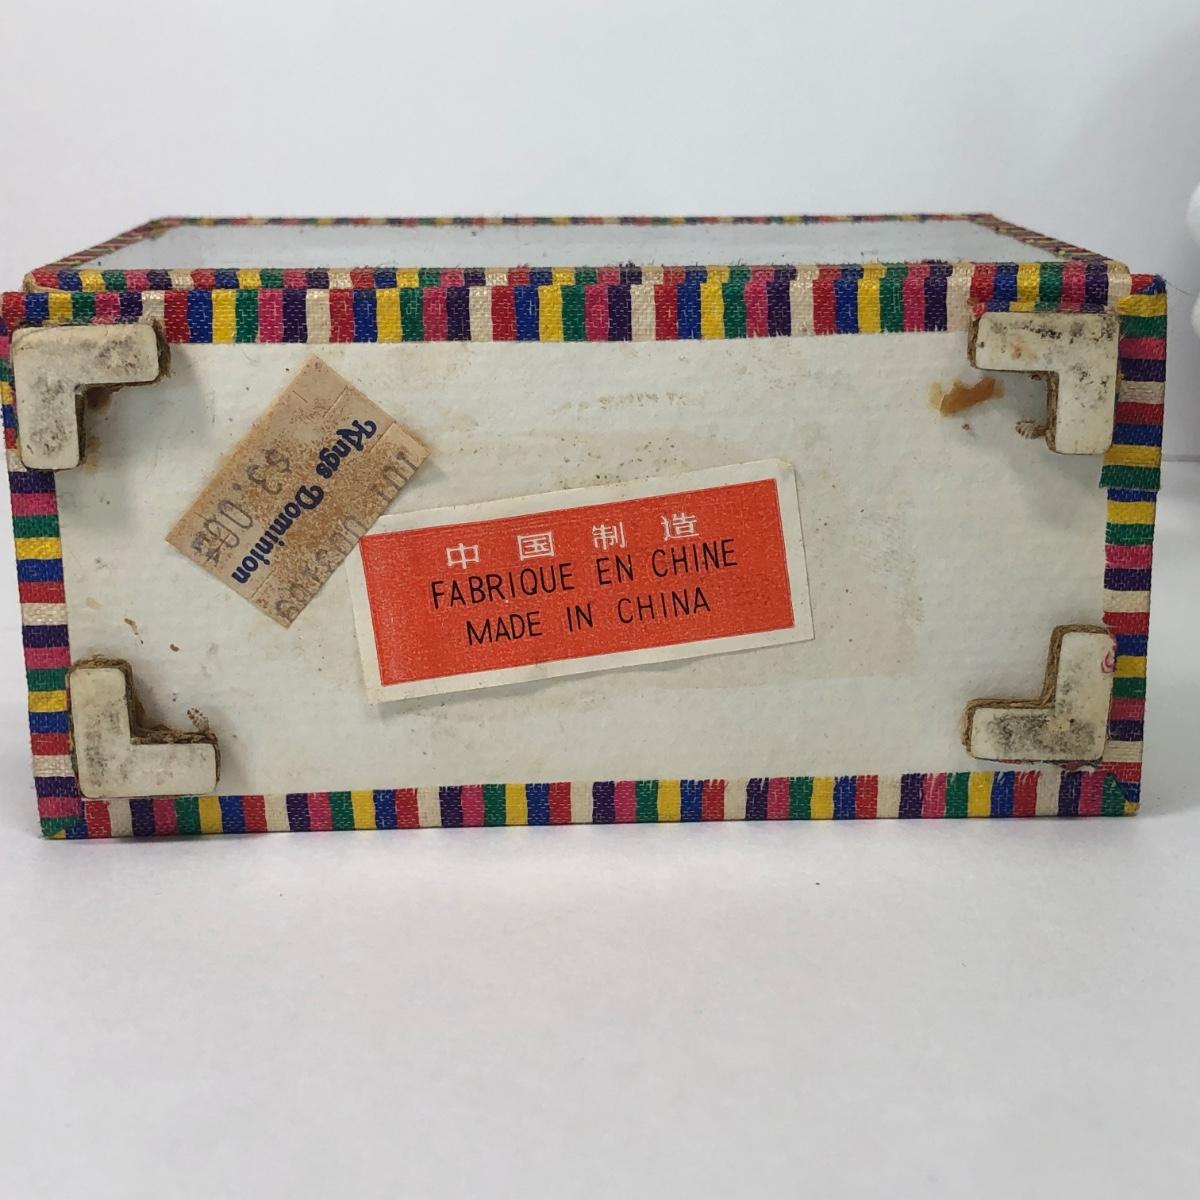 Kings Dominion
中国制造
FABRIQUE EN CHINE
MADE IN CHINA